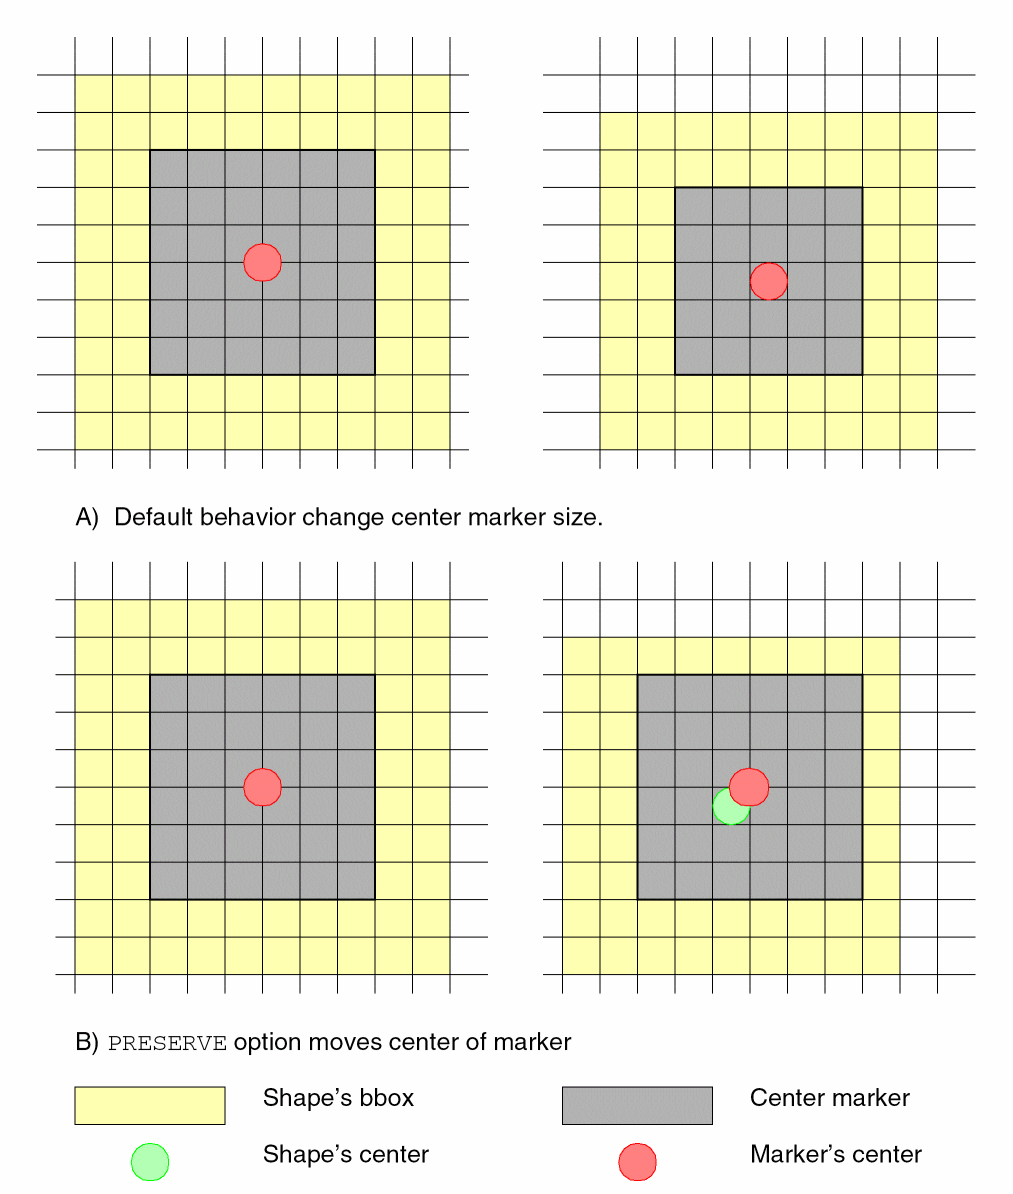 A) Default behavior change center marker size.
B) PRESERVE option moves center of marker
Shape’s bbox
Center marker
Shape’s center
Marker’s center